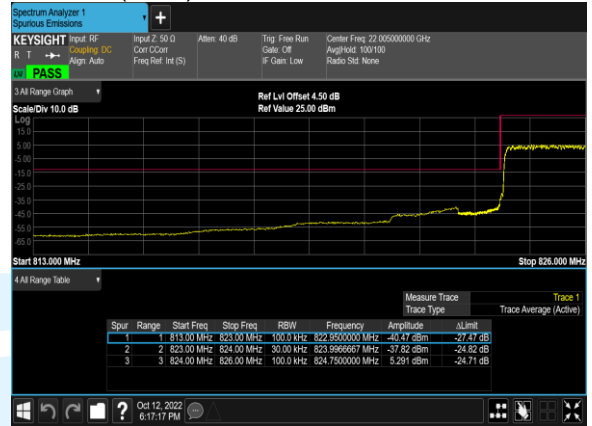 Spectrum Analyzer 1
Spurious Emissions
KEYSIGHT Input: RF Input Z: 50 Ω Atten: 40 dB Trig: Free Run Center Freq: 22.005000000 GHz
R T Coupling: DC Corr CCorr Gate: Off Avg|Hold: 100/100
Align: Auto Freq Ref: Int (S) IF Gain: Low Radio Std: None
PASS
3 All Range Graph
Ref Lvl Offset 4.50 dB
Scale/Div 10.0 dB Ref Value 25.00 dBm
Log
15.0
5.00
-5.00
-15.0
-25.0
-35.0
-45.0
-55.0
-65.0
Start 813.000 MHz Stop 826.000 MHz
4 All Range Table
Measure Trace Trace 1
Trace Type Trace Average (Active)
Spur Range Start Freq Stop Freq RBW Frequency Amplitude ΔLimit
1 1 813.00 MHz 823.00 MHz 100.0 kHz 822.9500000 MHz -40.47 dBm -27.47 dB
2 2 823.00 MHz 824.00 MHz 30.00 kHz 823.9966667 MHz -37.82 dBm -24.82 dB
3 3 824.00 MHz 826.00 MHz 100.0 kHz 824.7500000 MHz 5.291 dBm -24.71 dB
? Oct 12, 2022
6:17:17 PM